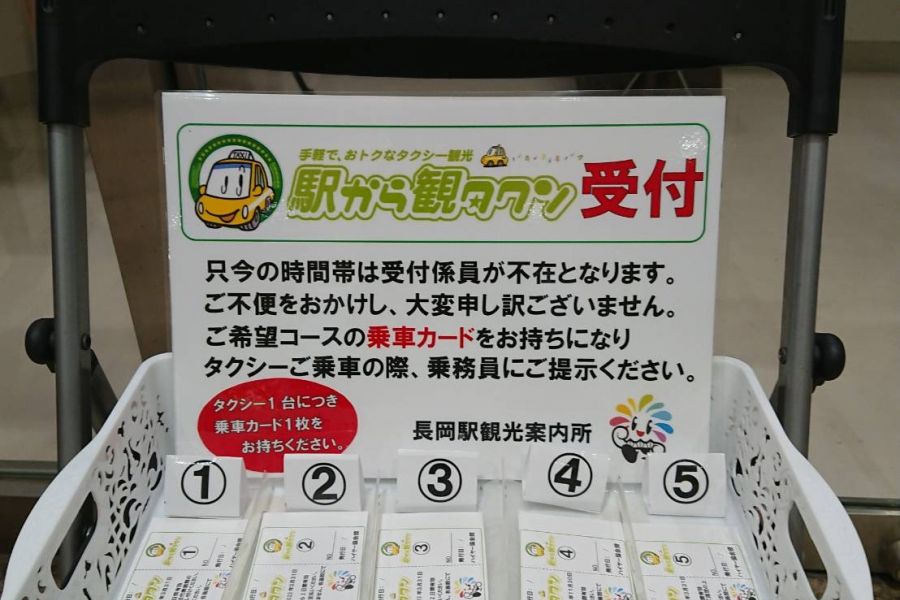 手軽で、おトクなタクシー観光
TAXI
駅から観タクン 受付
只今の時間帯は受付係員が不在となります。
ご不便をおかけし、大変申し訳ございません。
ご希望コースの乗車カードをお持ちになり
タクシーご乗車の際、乗務員にご提示ください。
タクシー1台につき
乗車カード1枚を
お持ちください。
長岡駅観光案内所
① ② ③ ④ ⑤
① ② ③ ④ ⑤